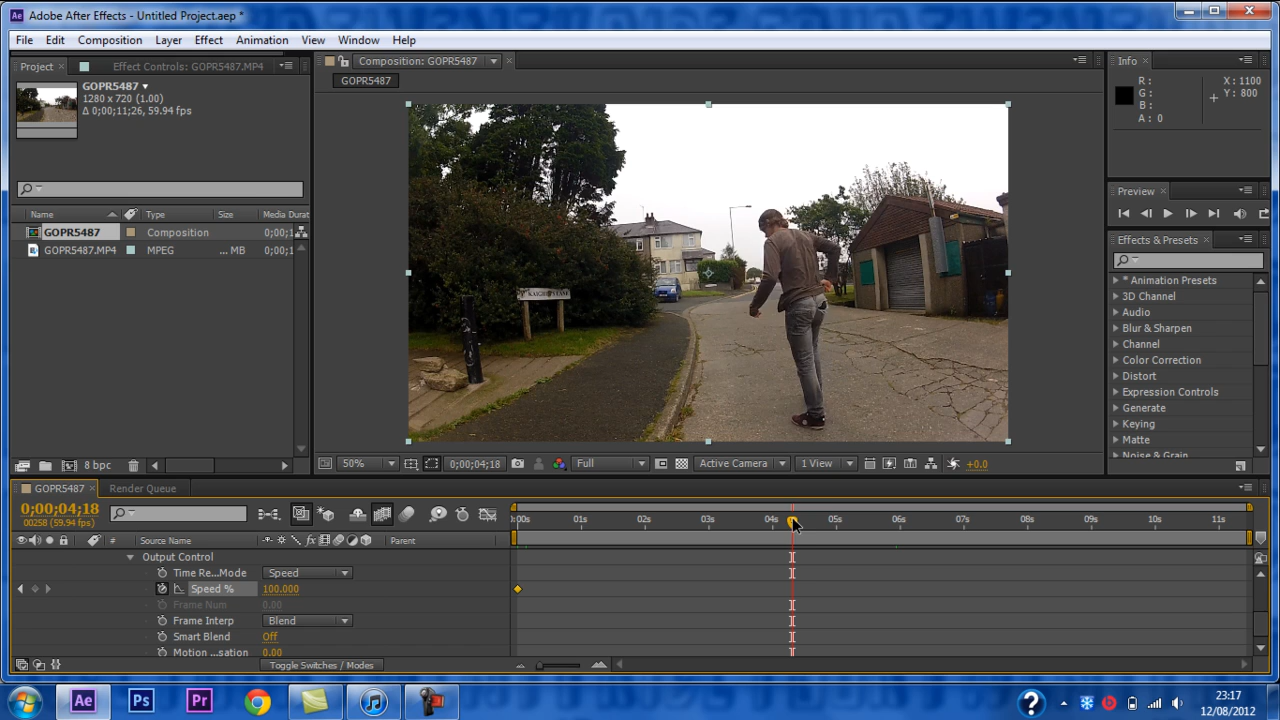 Adobe After Effects - Untitled Project.aep *
File Edit Composition Layer Effect Animation View Window Help
Project Effect Controls: GOPR5487.MP4
Composition: GOPR5487
Info
GOPR5487
GOPR5487
1280 x 720 (1.00)
Δ 0;00;11;26, 59.94 fps
R :
G :
B :
A : 0
X : 1100
Y : 800
Preview
Name Type Size Media Durat
GOPR5487 Composition 0;00;1
GOPR5487.MP4 MPEG ... MB 0;00;1
Effects & Presets
* Animation Presets
3D Channel
Audio
Blur & Sharpen
Channel
Color Correction
Distort
Expression Controls
Generate
Keying
Matte
Noise & Grain
8 bpc
50% 0;00;04;18 Full Active Camera 1 View +0.0
GOPR5487 Render Queue
0;00;04;18
00258 (59.94 fps)
:00s 01s 02s 03s 04s 05s 06s 07s 08s 09s 10s 11s
# Source Name Parent
Output Control
Time Re...Mode Speed
Speed % 100.000
Frame Num 0.00
Frame Interp Blend
Smart Blend Off
Motion ...sation 0.00
Toggle Switches / Modes
Ae Ps Pr
23:17
12/08/2012